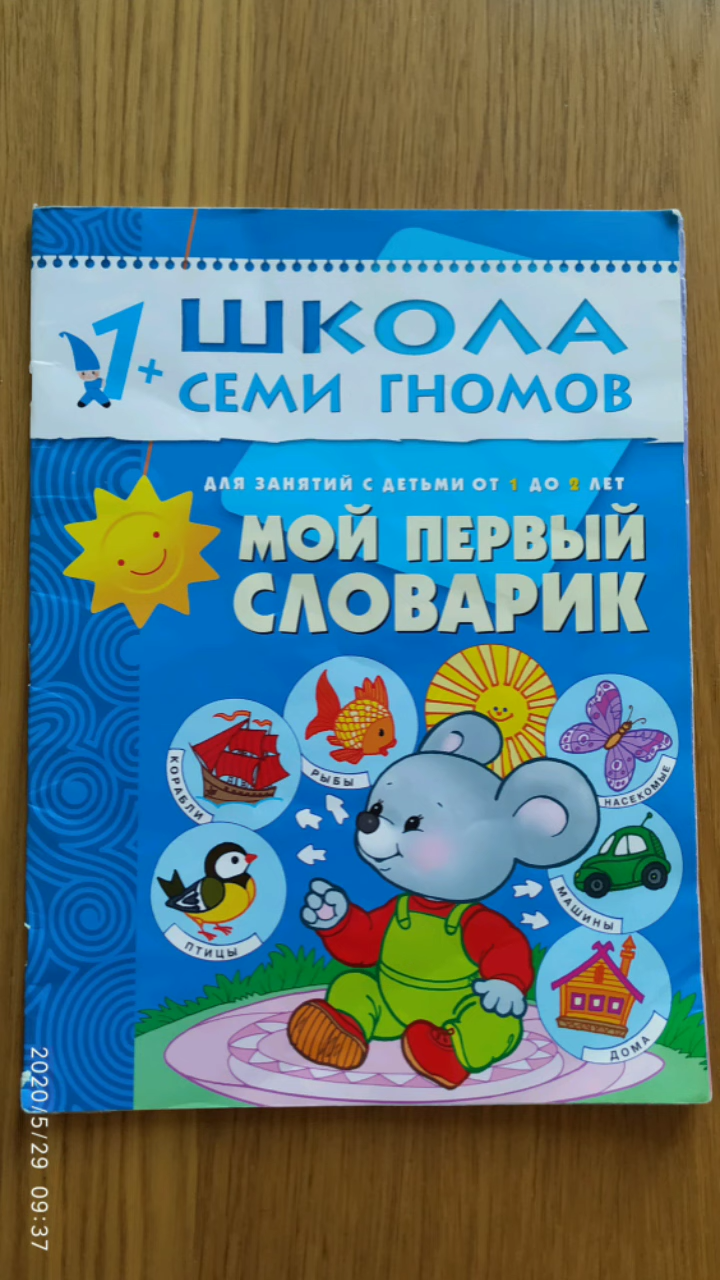 1+
ШКОЛА
СЕМИ ГНОМОВ
ДЛЯ ЗАНЯТИЙ С ДЕТЬМИ ОТ 1 ДО 2 ЛЕТ
МОЙ ПЕРВЫЙ
СЛОВАРИК
КОРАБЛИ
РЫБЫ
НАСЕКОМЫЕ
ПТИЦЫ
МАШИНЫ
ДОМА
2020/5/29 09:37